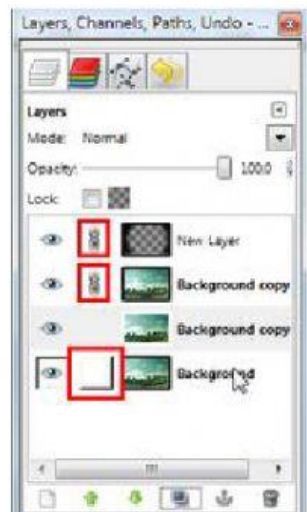 Layers, Channels, Paths, Undo - ...
Layers
Mode: Normal
Opacity: 100.0
Lock:
New Layer
Background copy
Background copy
Background